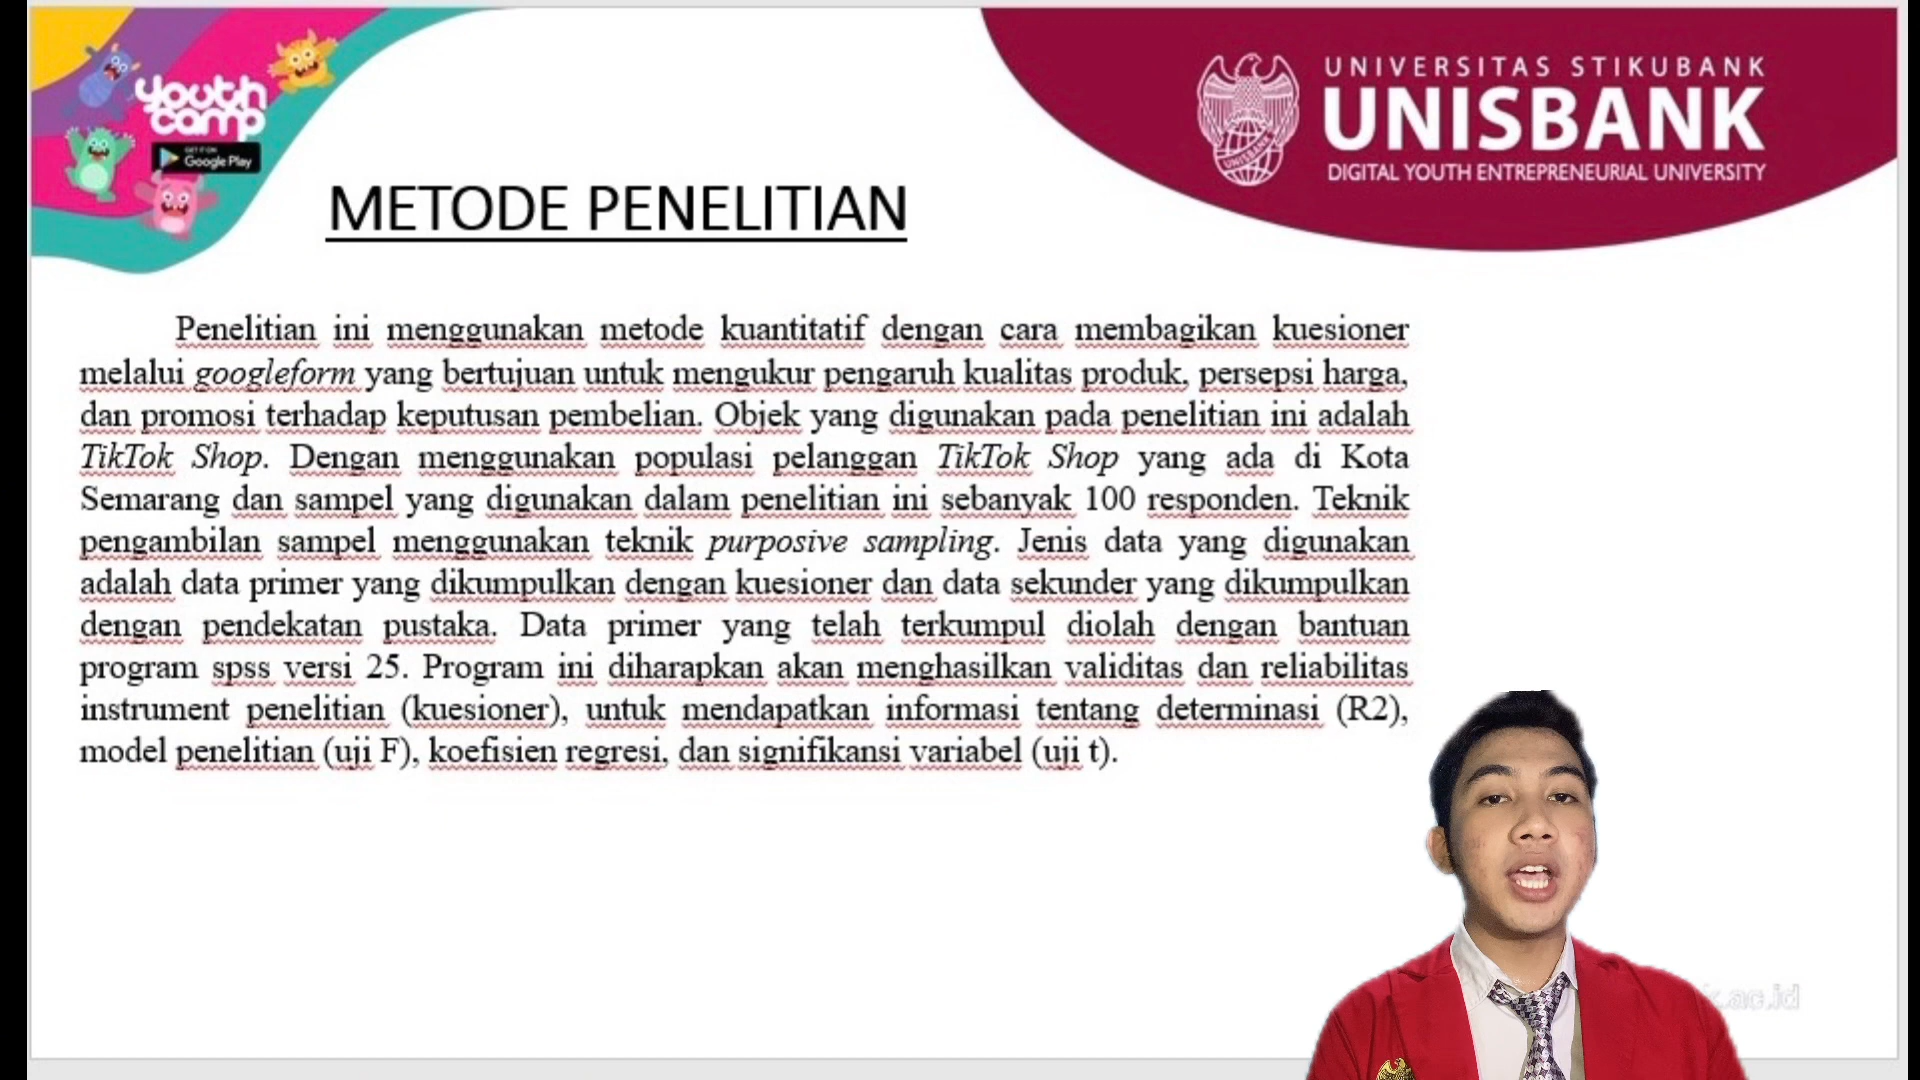 youth
camp
GET IT ON
Google Play
UNIVERSITAS STIKUBANK
UNISBANK
DIGITAL YOUTH ENTREPRENEURIAL UNIVERSITY
UNISBANK
METODE PENELITIAN
Penelitian ini menggunakan metode kuantitatif dengan cara membagikan kuesioner
melalui googleform yang bertujuan untuk mengukur pengaruh kualitas produk, persepsi harga,
dan promosi terhadap keputusan pembelian. Objek yang digunakan pada penelitian ini adalah
TikTok Shop. Dengan menggunakan populasi pelanggan TikTok Shop yang ada di Kota
Semarang dan sampel yang digunakan dalam penelitian ini sebanyak 100 responden. Teknik
pengambilan sampel menggunakan teknik purposive sampling. Jenis data yang digunakan
adalah data primer yang dikumpulkan dengan kuesioner dan data sekunder yang dikumpulkan
dengan pendekatan pustaka. Data primer yang telah terkumpul diolah dengan bantuan
program spss versi 25. Program ini diharapkan akan menghasilkan validitas dan reliabilitas
instrument penelitian (kuesioner), untuk mendapatkan informasi tentang determinasi (R2),
model penelitian (uji F), koefisien regresi, dan signifikansi variabel (uji t).
k.ac.id